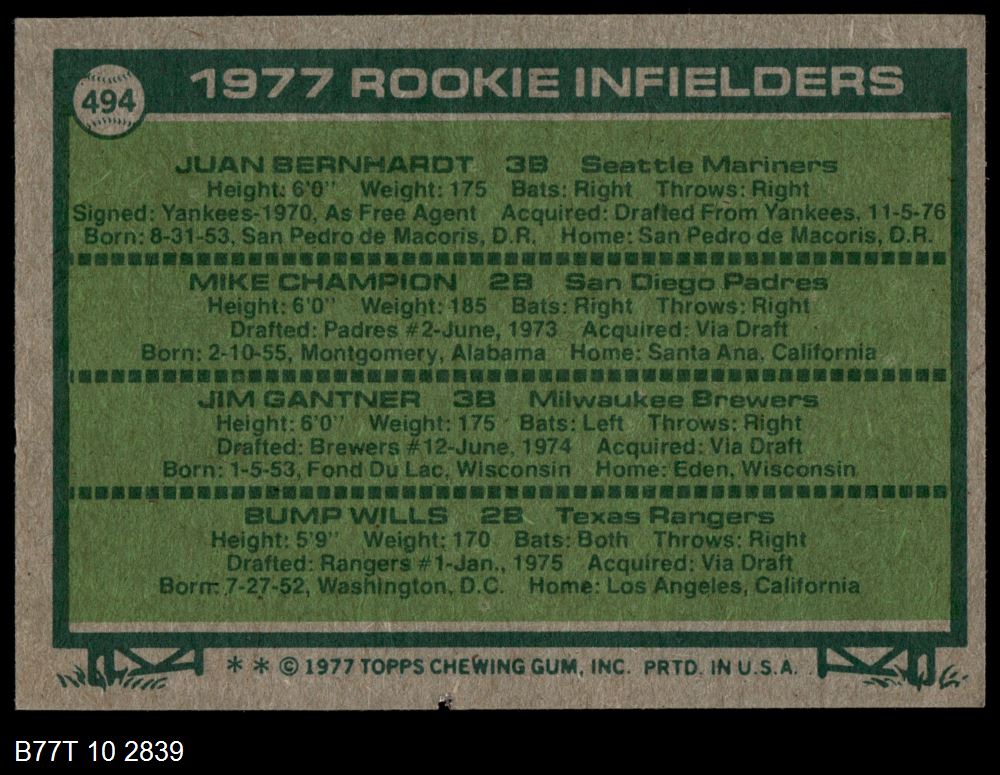 494
1977 ROOKIE INFIELDERS
JUAN BERNHARDT 3B Seattle Mariners
Height: 6'0" Weight: 175 Bats: Right Throws: Right
Signed: Yankees-1970, As Free Agent Acquired: Drafted From Yankees, 11-5-76
Born: 8-31-53, San Pedro de Macoris, D.R. Home: San Pedro de Macoris, D.R.
MIKE CHAMPION 2B San Diego Padres
Height: 6'0" Weight: 185 Bats: Right Throws: Right
Drafted: Padres #2-June, 1973 Acquired: Via Draft
Born: 2-10-55, Montgomery, Alabama Home: Santa Ana, California
JIM GANTNER 3B Milwaukee Brewers
Height: 6'0" Weight: 175 Bats: Left Throws: Right
Drafted: Brewers #12-June, 1974 Acquired: Via Draft
Born: 1-5-53, Fond Du Lac, Wisconsin Home: Eden, Wisconsin
BUMP WILLS 2B Texas Rangers
Height: 5'9" Weight: 170 Bats: Both Throws: Right
Drafted: Rangers #1-Jan., 1975 Acquired: Via Draft
Born: 7-27-52, Washington, D.C. Home: Los Angeles, California
* * © 1977 TOPPS CHEWING GUM, INC. PRTD. IN U.S.A.
B77T 10 2839